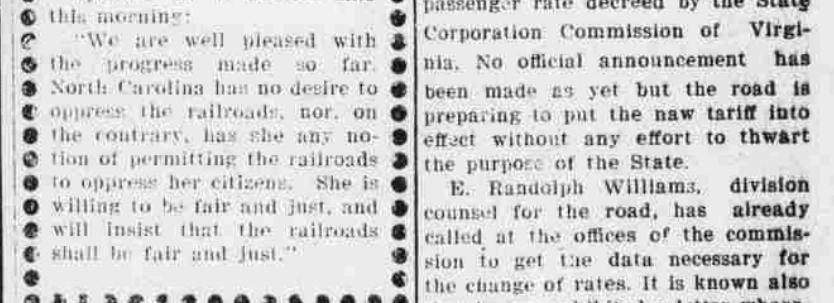 this morning:
"We are well pleased with
the progress made so far.
North Carolina has no desire to
oppress the railroads, nor, on
the contrary, has she any no-
tion of permitting the railroads
to oppress her citizens. She is
willing to be fair and just, and
will insist that the railroads
shall be fair and just."
passenger rate decreed by the State
Corporation Commission of Virgi-
nia. No official announcement has
been made as yet but the road is
preparing to put the naw tariff into
effect without any effort to thwart
the purpose of the State.
E. Randolph Williams, division
counsel for the road, has already
called at the offices of the commis-
sion to get the data necessary for
the change of rates. It is known also